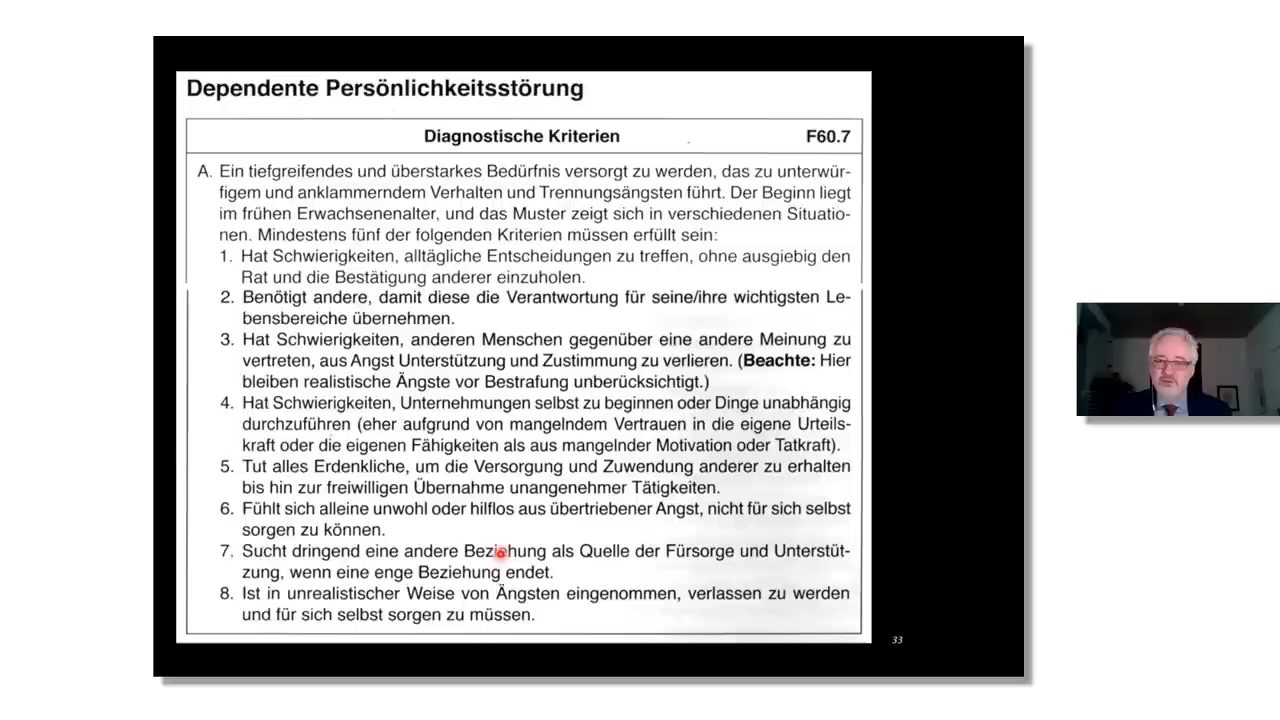 Dependente Persönlichkeitsstörung
Diagnostische Kriterien F60.7
A. Ein tiefgreifendes und überstarkes Bedürfnis versorgt zu werden, das zu unterwür-
figem und anklammerndem Verhalten und Trennungsängsten führt. Der Beginn liegt
im frühen Erwachsenenalter, und das Muster zeigt sich in verschiedenen Situatio-
nen. Mindestens fünf der folgenden Kriterien müssen erfüllt sein:
1. Hat Schwierigkeiten, alltägliche Entscheidungen zu treffen, ohne ausgiebig den
Rat und die Bestätigung anderer einzuholen.
2. Benötigt andere, damit diese die Verantwortung für seine/ihre wichtigsten Le-
bensbereiche übernehmen.
3. Hat Schwierigkeiten, anderen Menschen gegenüber eine andere Meinung zu
vertreten, aus Angst Unterstützung und Zustimmung zu verlieren. (Beachte: Hier
bleiben realistische Ängste vor Bestrafung unberücksichtigt.)
4. Hat Schwierigkeiten, Unternehmungen selbst zu beginnen oder Dinge unabhängig
durchzuführen (eher aufgrund von mangelndem Vertrauen in die eigene Urteils-
kraft oder die eigenen Fähigkeiten als aus mangelnder Motivation oder Tatkraft).
5. Tut alles Erdenkliche, um die Versorgung und Zuwendung anderer zu erhalten
bis hin zur freiwilligen Übernahme unangenehmer Tätigkeiten.
6. Fühlt sich alleine unwohl oder hilflos aus übertriebener Angst, nicht für sich selbst
sorgen zu können.
7. Sucht dringend eine andere Beziehung als Quelle der Fürsorge und Unterstüt-
zung, wenn eine enge Beziehung endet.
8. Ist in unrealistischer Weise von Ängsten eingenommen, verlassen zu werden
und für sich selbst sorgen zu müssen.
33